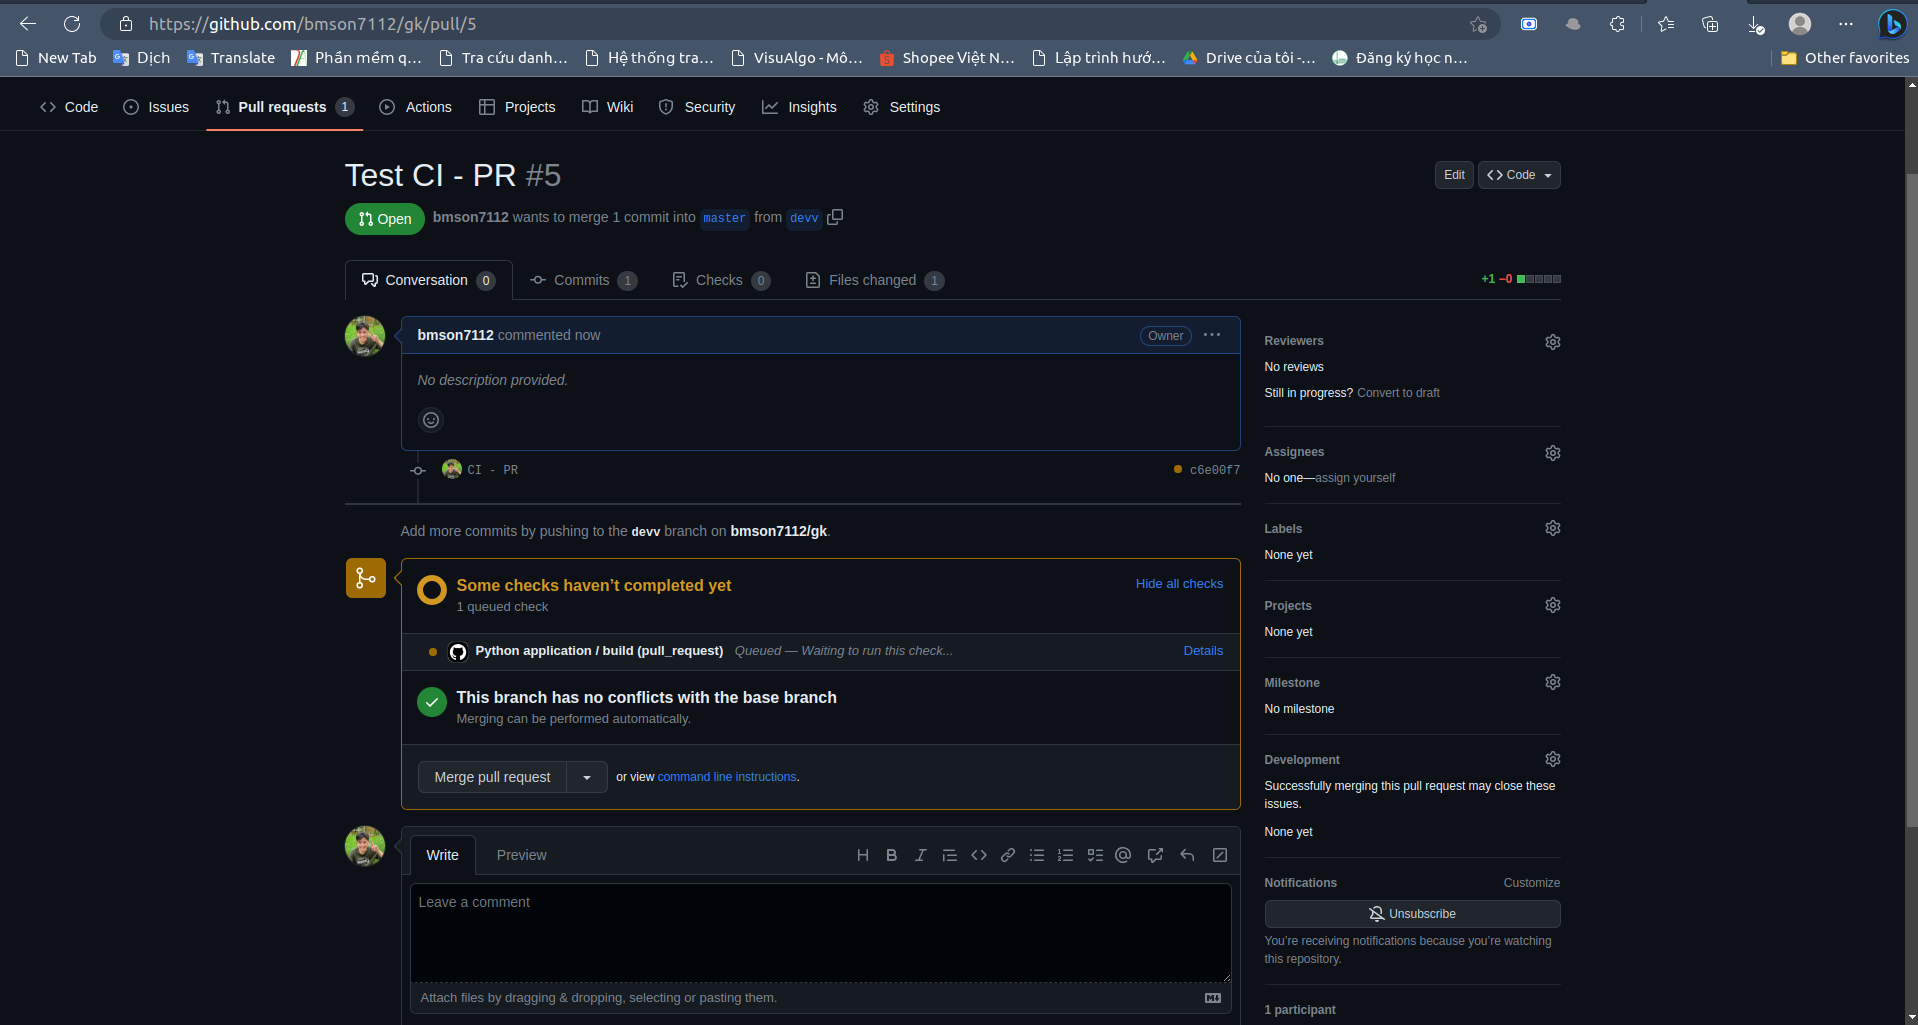 https://github.com/bmson7112/gk/pull/5
New Tab Dịch Translate Phần mềm q... Tra cứu danh... Hệ thống tra... VisuAlgo - Mô... Shopee Việt N... Lập trình hướ... Drive của tôi -... Đăng ký học n... Other favorites
Code Issues Pull requests 1 Actions Projects Wiki Security Insights Settings
Test CI - PR #5
Edit Code
Open bmson7112 wants to merge 1 commit into master from devv
Conversation 0 Commits 1 Checks 0 Files changed 1 +1 −0
bmson7112 commented now Owner
No description provided.
CI - PR c6e00f7
Add more commits by pushing to the devv branch on bmson7112/gk.
Some checks haven’t completed yet Hide all checks
1 queued check
Python application / build (pull_request) Queued — Waiting to run this check... Details
This branch has no conflicts with the base branch
Merging can be performed automatically.
Merge pull request or view command line instructions.
Write Preview
Leave a comment
Attach files by dragging & dropping, selecting or pasting them.
Reviewers
No reviews
Still in progress? Convert to draft
Assignees
No one—assign yourself
Labels
None yet
Projects
None yet
Milestone
No milestone
Development
Successfully merging this pull request may close these
issues.
None yet
Notifications Customize
Unsubscribe
You’re receiving notifications because you’re watching
this repository.
1 participant